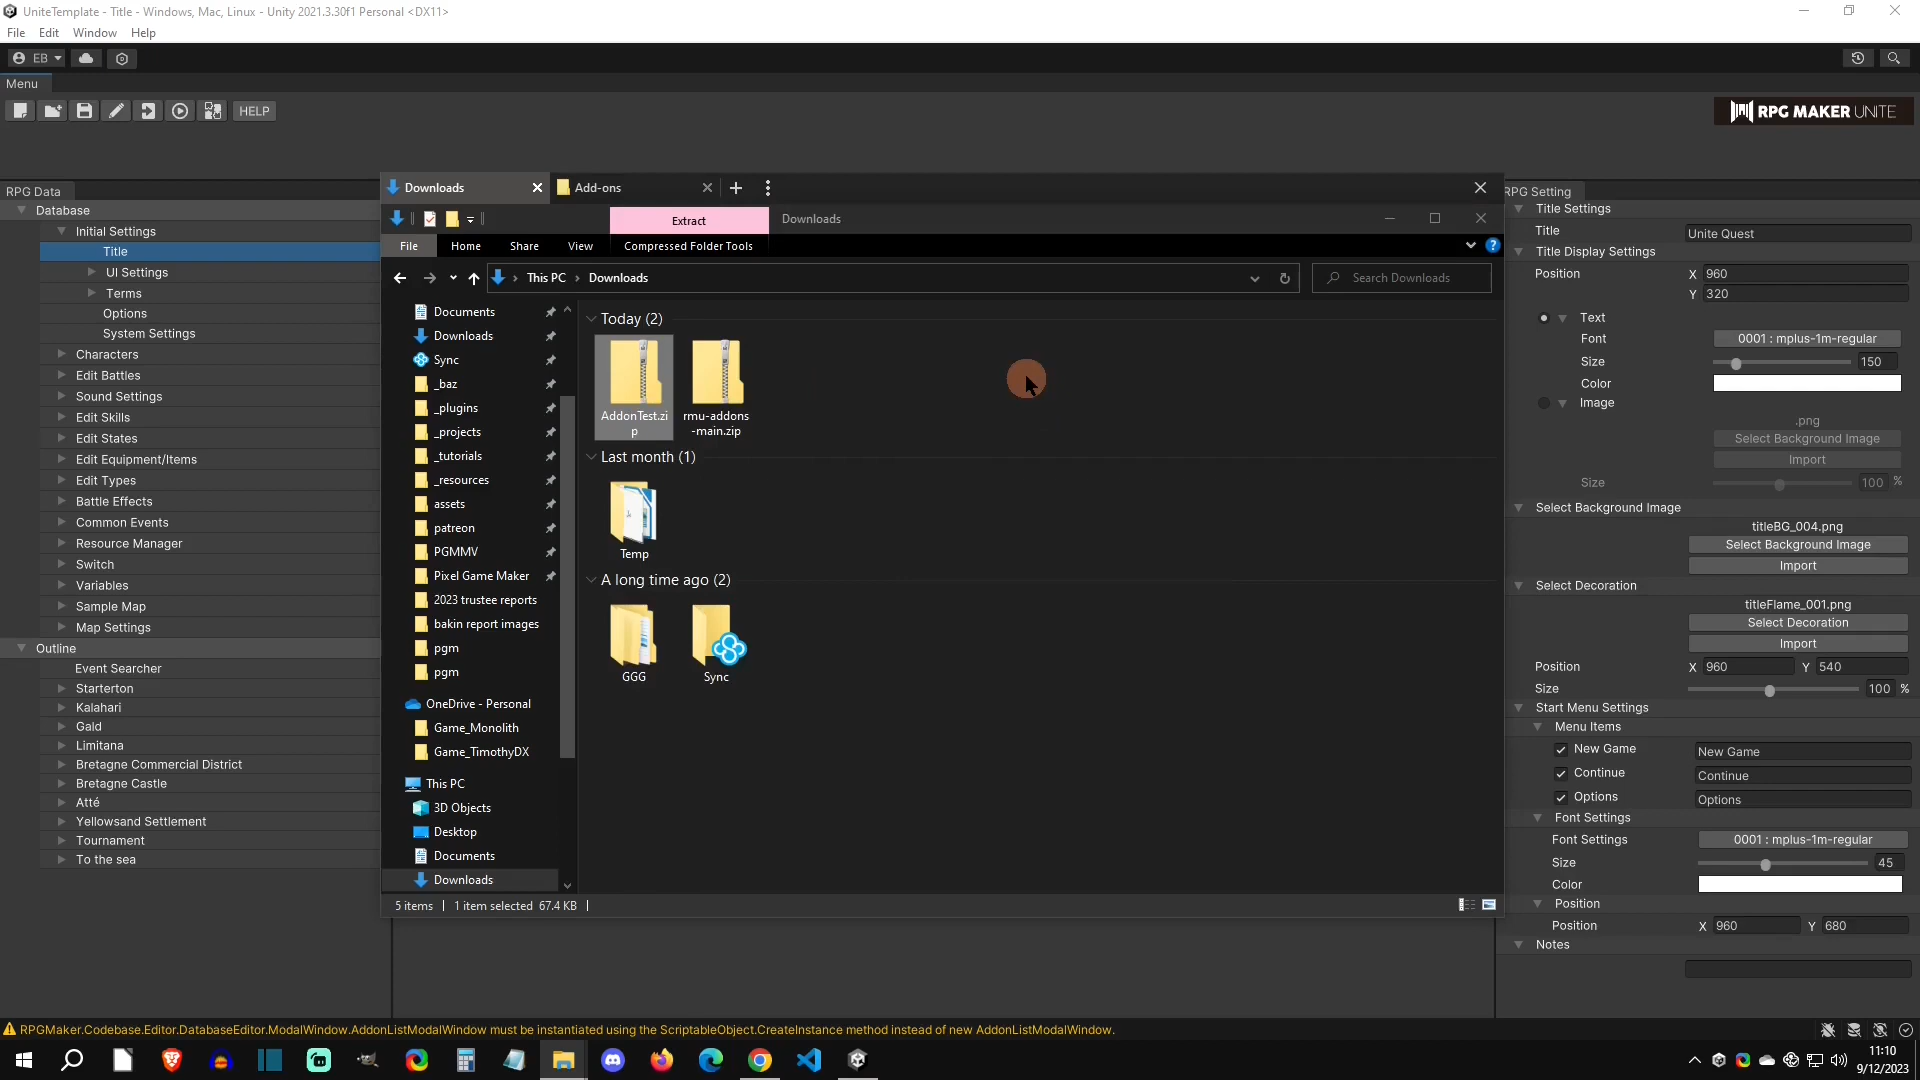 UniteTemplate - Title - Windows, Mac, Linux - Unity 2021.3.30f1 Personal <DX11>
File Edit Window Help
EB
Menu
HELP
RPG MAKER UNITE
RPG Data
Database
Initial Settings
Title
UI Settings
Terms
Options
System Settings
Characters
Edit Battles
Sound Settings
Edit Skills
Edit States
Edit Equipment/Items
Edit Types
Battle Effects
Common Events
Resource Manager
Switch
Variables
Sample Map
Map Settings
Outline
Event Searcher
Starterton
Kalahari
Gald
Limitana
Bretagne Commercial District
Bretagne Castle
Atté
Yellowsand Settlement
Tournament
To the sea
Downloads
Add-ons
Extract
Downloads
File Home Share View Compressed Folder Tools
This PC > Downloads
Search Downloads
Documents
Downloads
Sync
_baz
_plugins
_projects
_tutorials
_resources
assets
patreon
PGMMV
Pixel Game Maker
2023 trustee reports
bakin report images
pgm
pgm
OneDrive - Personal
Game_Monolith
Game_TimothyDX
This PC
3D Objects
Desktop
Documents
Downloads
Today (2)
AddonTest.zi
p
rmu-addons
-main.zip
Last month (1)
Temp
A long time ago (2)
GGG
Sync
5 items
1 item selected 67.4 KB
RPG Setting
Title Settings
Title
Unite Quest
Title Display Settings
Position
X 960
Y 320
Text
Font
0001 : mplus-1m-regular
Size
150
Color
Image
.png
Select Background Image
Import
Size
100 %
Select Background Image
titleBG_004.png
Select Background Image
Import
Select Decoration
titleFlame_001.png
Select Decoration
Import
Position
X 960 Y 540
Size
100 %
Start Menu Settings
Menu Items
New Game
New Game
Continue
Continue
Options
Options
Font Settings
Font Settings
0001 : mplus-1m-regular
Size
45
Color
Position
Position
X 960 Y 680
Notes
RPGMaker.Codebase.Editor.DatabaseEditor.ModalWindow.AddonListModalWindow must be instantiated using the ScriptableObject.CreateInstance method instead of new AddonListModalWindow.
11:10
9/12/2023